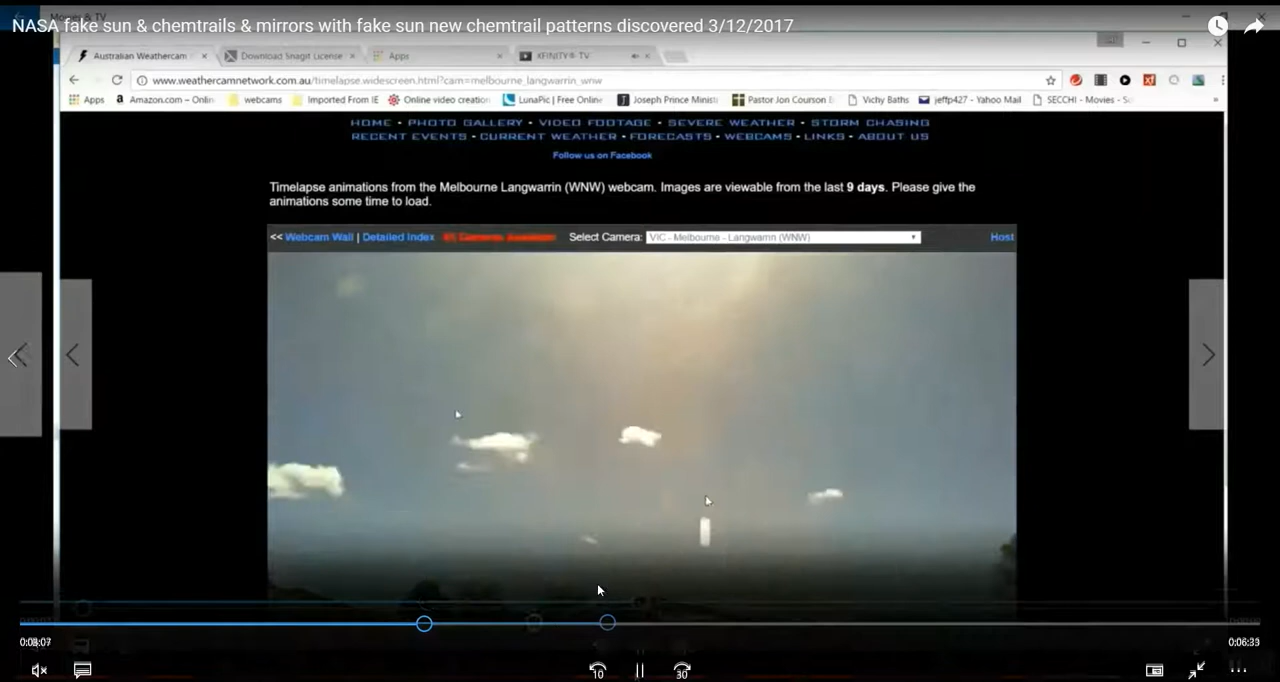 Movies & TV
NASA fake sun & chemtrails & mirrors with fake sun new chemtrail patterns discovered 3/12/2017
Australian Weathercam
Download Snagit License
Apps
XFINITY® TV
www.weathercamnetwork.com.au/timelapse.widescreen.html?cam=melbourne_langwarrin_wnw
Apps
Amazon.com – Onlin
webcams
Imported From IE
Online video creation
LunaPic | Free Online
Joseph Prince Minist
Pastor Jon Courson
Vichy Baths
jeffp427 - Yahoo Mail
SECCHI - Movies - S
HOME • PHOTO GALLERY • VIDEO FOOTAGE • SEVERE WEATHER • STORM CHASING
RECENT EVENTS • CURRENT WEATHER • FORECASTS • WEBCAMS • LINKS • ABOUT US
Follow us on Facebook
Timelapse animations from the Melbourne Langwarrin (WNW) webcam. Images are viewable from the last 9 days. Please give the
animations some time to load.
<< Webcam Wall | Detailed Index
Select Camera:
VIC - Melbourne - Langwarrin (WNW)
Host
0:06:33
10
30